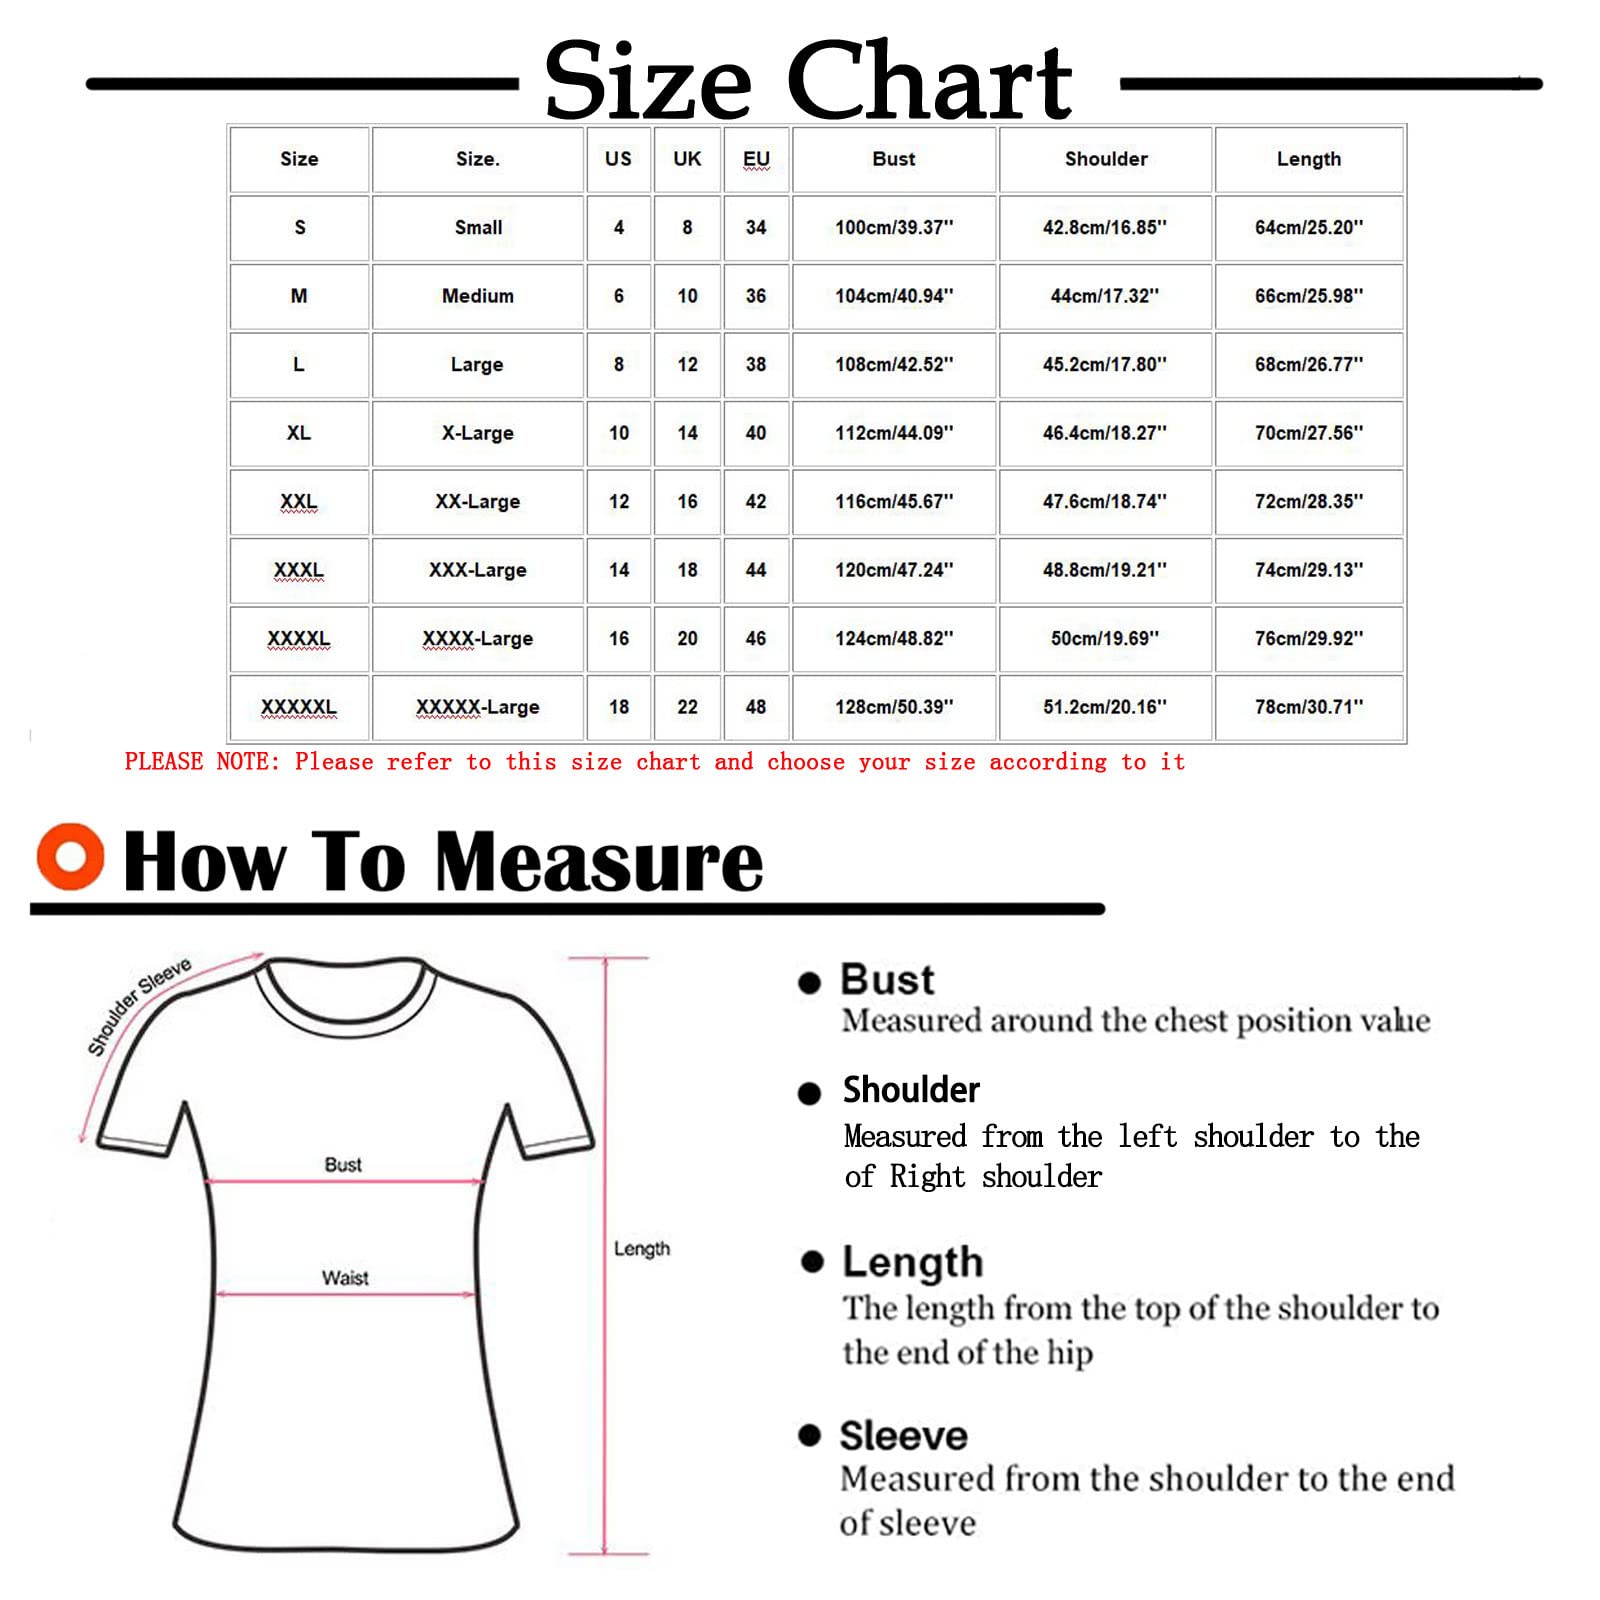 Size Chart
Size Size. US UK EU Bust Shoulder Length
S Small 4 8 34 100cm/39.37'' 42.8cm/16.85'' 64cm/25.20''
M Medium 6 10 36 104cm/40.94'' 44cm/17.32'' 66cm/25.98''
L Large 8 12 38 108cm/42.52'' 45.2cm/17.80'' 68cm/26.77''
XL X-Large 10 14 40 112cm/44.09'' 46.4cm/18.27'' 70cm/27.56''
XXL XX-Large 12 16 42 116cm/45.67'' 47.6cm/18.74'' 72cm/28.35''
XXXL XXX-Large 14 18 44 120cm/47.24'' 48.8cm/19.21'' 74cm/29.13''
XXXXL XXXX-Large 16 20 46 124cm/48.82'' 50cm/19.69'' 76cm/29.92''
XXXXXL XXXXX-Large 18 22 48 128cm/50.39'' 51.2cm/20.16'' 78cm/30.71''
PLEASE NOTE: Please refer to this size chart and choose your size according to it
How To Measure
Shoulder Sleeve
Bust
Waist
Length
Bust
Measured around the chest position value
Shoulder
Measured from the left shoulder to the
of Right shoulder
Length
The length from the top of the shoulder to
the end of the hip
Sleeve
Measured from the shoulder to the end
of sleeve